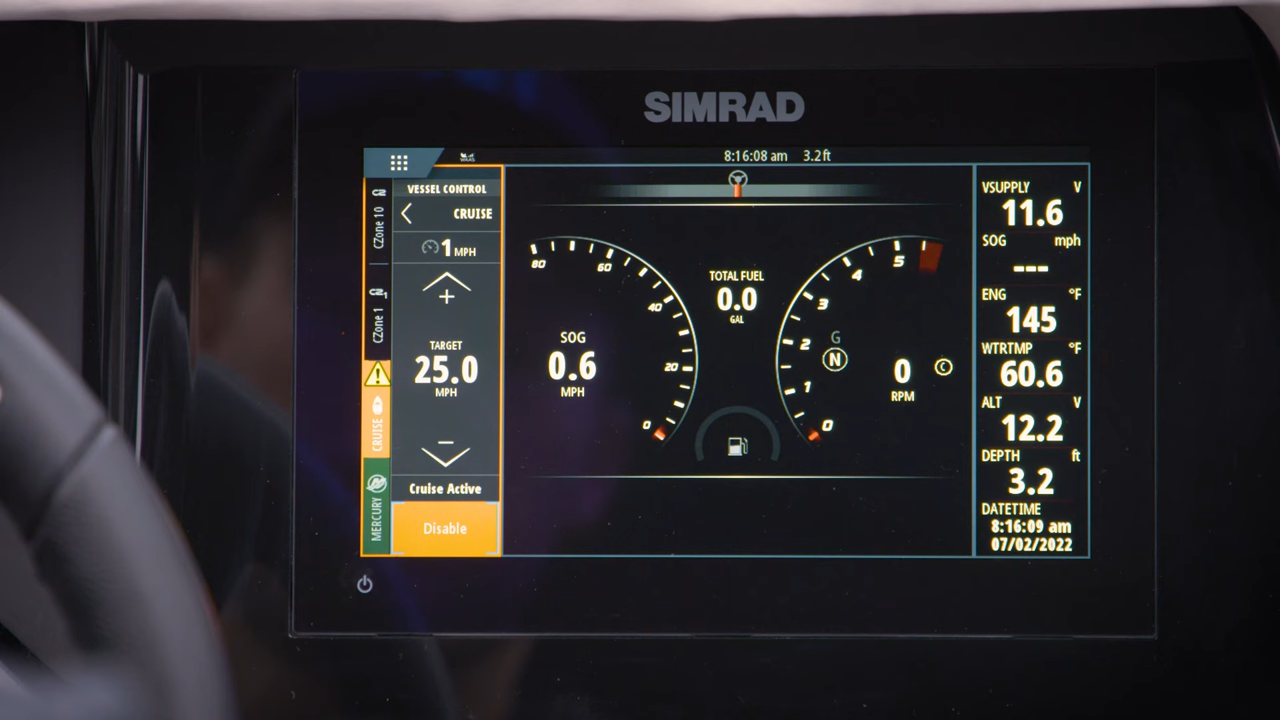 SIMRAD
WAAS
8:16:08 am 3.2 ft
VESSEL CONTROL
CRUISE
1 MPH
+
TARGET
25.0
MPH
−
Cruise Active
Disable
CZone 10
CZone 1
1
CRUISE
MERCURY
80
60
40
20
0
SOG
0.6
MPH
TOTAL FUEL
0.0
GAL
5
4
3
2
1
0
G
N
0
RPM
C
VSUPPLY V
11.6
SOG mph
---
ENG °F
145
WTRTMP °F
60.6
ALT V
12.2
DEPTH ft
3.2
DATETIME
8:16:09 am
07/02/2022